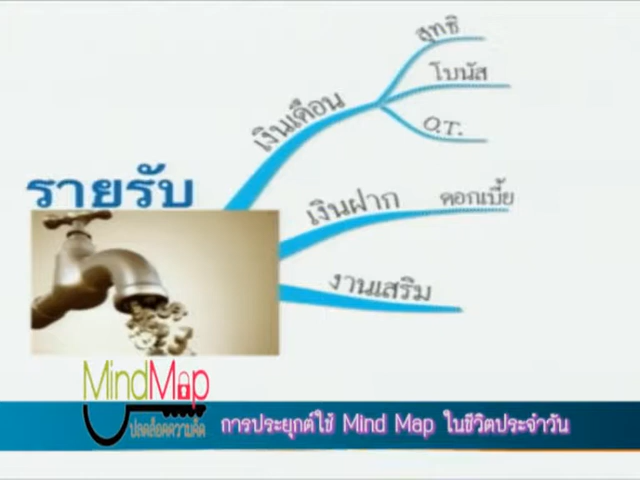 สุทธิ
โบนัส
เงินเดือน
O.T.
รายรับ
เงินฝาก
ดอกเบี้ย
งานเสริม
MindMap
ปลดล็อคความคิด
การประยุกต์ใช้ Mind Map ในชีวิตประจำวัน